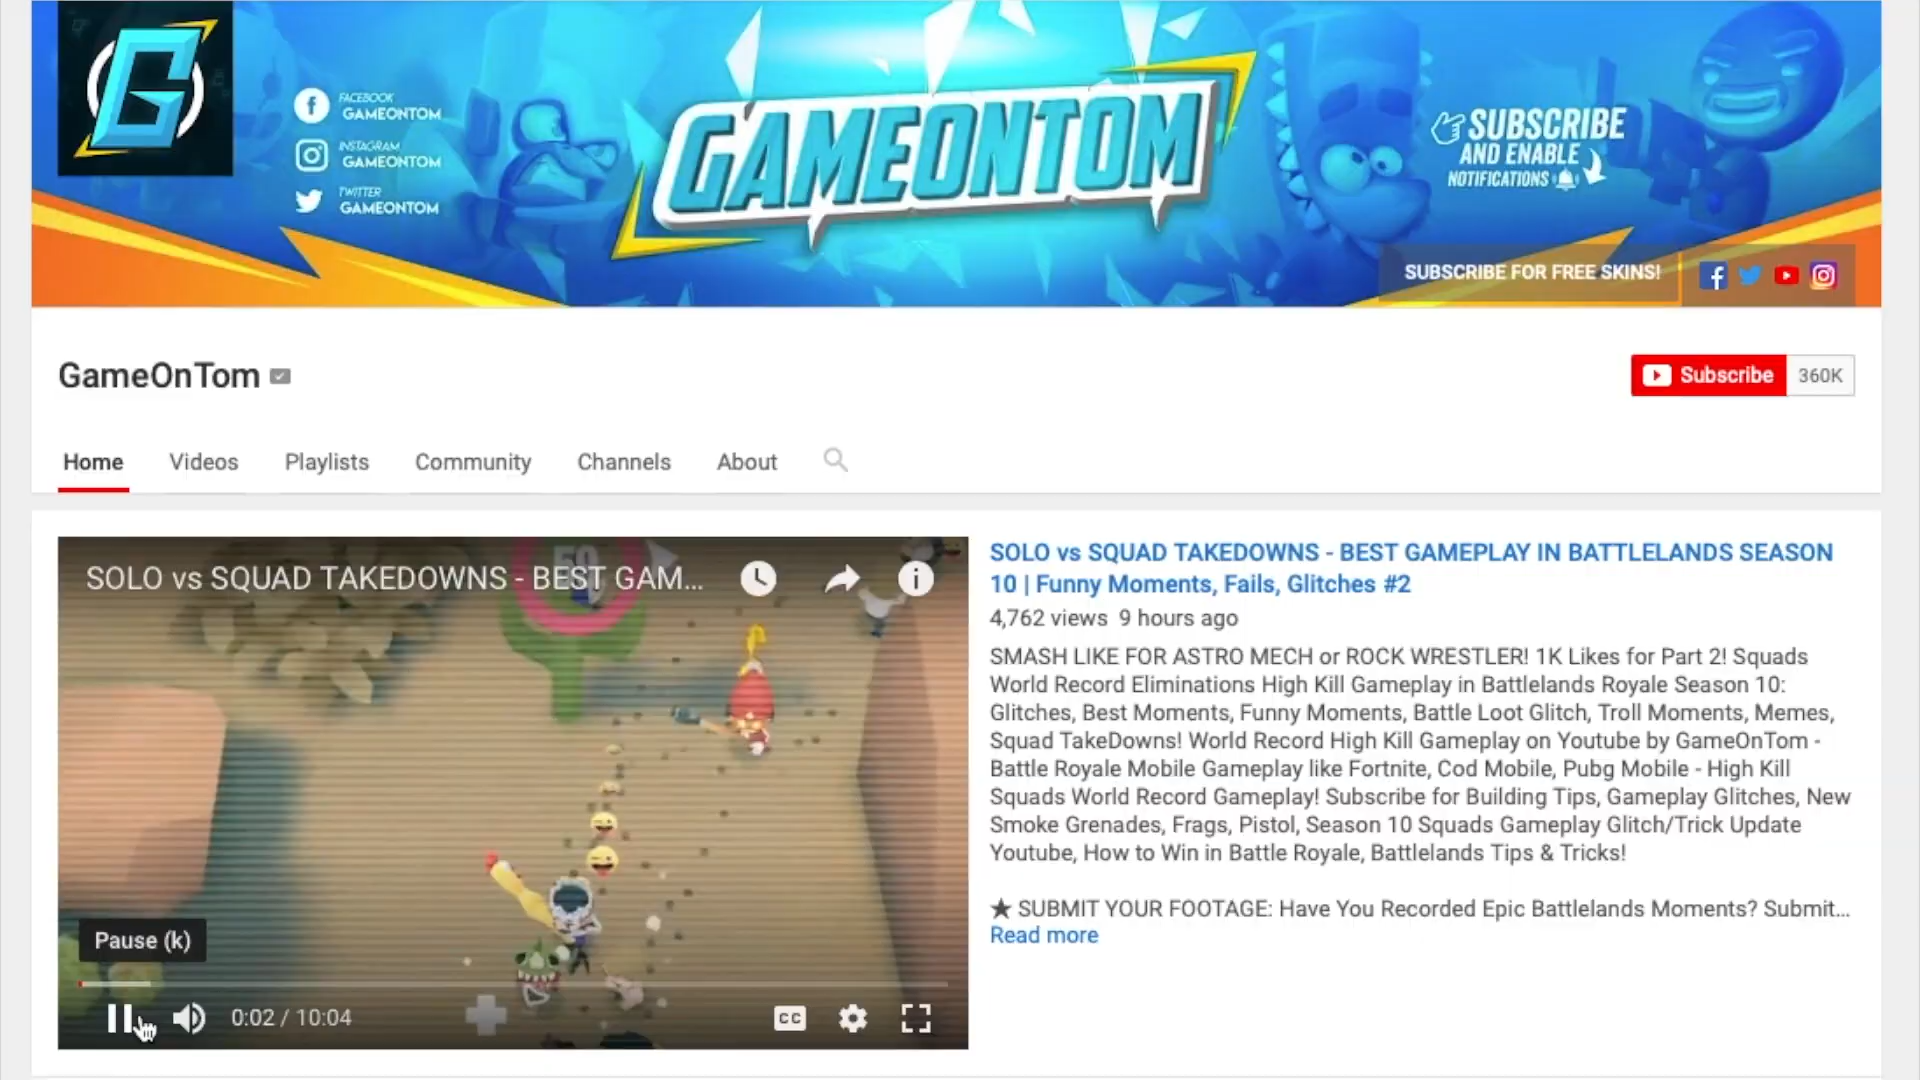 G
FACEBOOK
GAMEONTOM
INSTAGRAM
GAMEONTOM
TWITTER
GAMEONTOM
GAMEONTOM
SUBSCRIBE
AND ENABLE
NOTIFICATIONS
SUBSCRIBE FOR FREE SKINS!
GameOnTom
Subscribe 360K
Home Videos Playlists Community Channels About
SOLO vs SQUAD TAKEDOWNS - BEST GAM...
50
Pause (k)
0:02 / 10:04
CC
SOLO vs SQUAD TAKEDOWNS - BEST GAMEPLAY IN BATTLELANDS SEASON
10 | Funny Moments, Fails, Glitches #2
4,762 views 9 hours ago
SMASH LIKE FOR ASTRO MECH or ROCK WRESTLER! 1K Likes for Part 2! Squads
World Record Eliminations High Kill Gameplay in Battlelands Royale Season 10:
Glitches, Best Moments, Funny Moments, Battle Loot Glitch, Troll Moments, Memes,
Squad TakeDowns! World Record High Kill Gameplay on Youtube by GameOnTom -
Battle Royale Mobile Gameplay like Fortnite, Cod Mobile, Pubg Mobile - High Kill
Squads World Record Gameplay! Subscribe for Building Tips, Gameplay Glitches, New
Smoke Grenades, Frags, Pistol, Season 10 Squads Gameplay Glitch/Trick Update
Youtube, How to Win in Battle Royale, Battlelands Tips & Tricks!
★ SUBMIT YOUR FOOTAGE: Have You Recorded Epic Battlelands Moments? Submit...
Read more